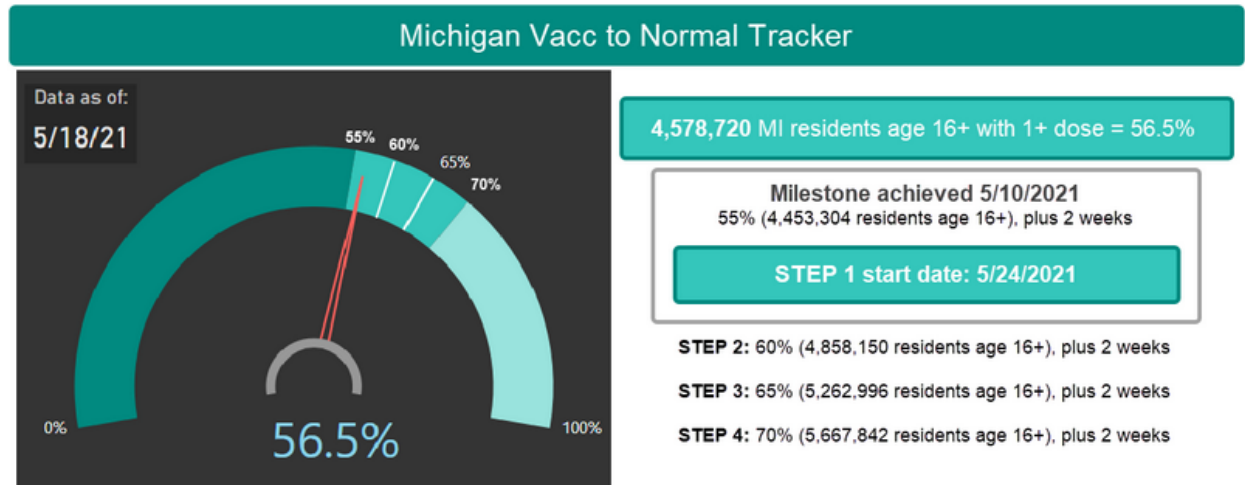 Michigan Vacc to Normal Tracker
Data as of:
5/18/21
55%
60%
65%
70%
0%
100%
56.5%
4,578,720 MI residents age 16+ with 1+ dose = 56.5%
Milestone achieved 5/10/2021
55% (4,453,304 residents age 16+), plus 2 weeks
STEP 1 start date: 5/24/2021
STEP 2: 60% (4,858,150 residents age 16+), plus 2 weeks
STEP 3: 65% (5,262,996 residents age 16+), plus 2 weeks
STEP 4: 70% (5,667,842 residents age 16+), plus 2 weeks